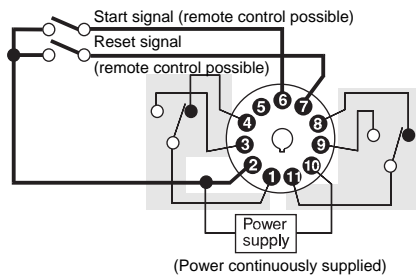 Start signal (remote control possible)
Reset signal
(remote control possible)
6
5
7
4
8
3
9
2
10
1
11
Power
supply
(Power continuously supplied)